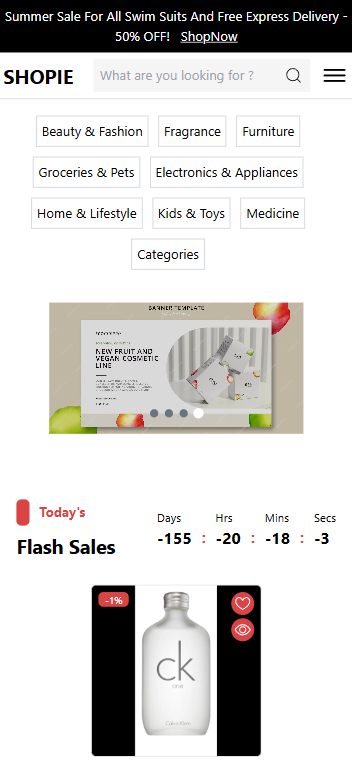 Summer Sale For All Swim Suits And Free Express Delivery -
50% OFF! ShopNow
SHOPIE
What are you looking for ?
Beauty & Fashion
Fragrance
Furniture
Groceries & Pets
Electronics & Appliances
Home & Lifestyle
Kids & Toys
Medicine
Categories
BANNER TEMPLATE
NEW FRUIT AND
VEGAN COSMETIC
LINE
Today's
Flash Sales
Days
Hrs
Mins
Secs
-155 : -20 : -18 : -3
-1%
ck
one
Calvin Klein